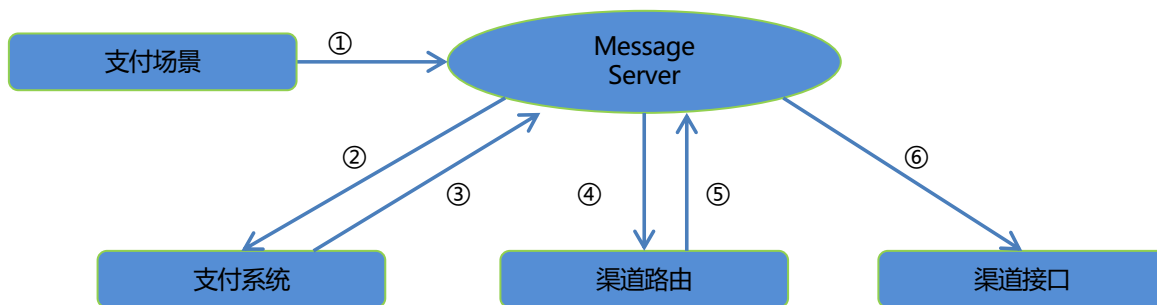 支付场景
①
Message
Server
②
③
④
⑤
⑥
支付系统
渠道路由
渠道接口